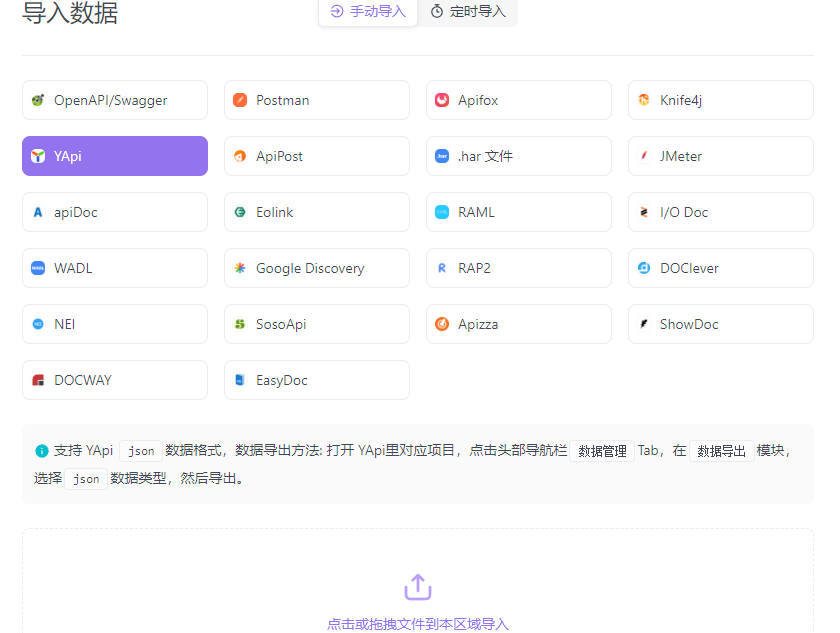 导入数据
手动导入 定时导入
OpenAPI/Swagger Postman Apifox Knife4j
YApi ApiPost .har 文件 JMeter
apiDoc Eolink RAML I/O Doc
WADL Google Discovery RAP2 DOClever
NEI SosoApi Apizza ShowDoc
DOCWAY EasyDoc
支持 YApi json 数据格式，数据导出方法: 打开 YApi里对应项目，点击头部导航栏 数据管理 Tab，在 数据导出 模块，
选择 json 数据类型，然后导出。
点击或拖拽文件到本区域导入